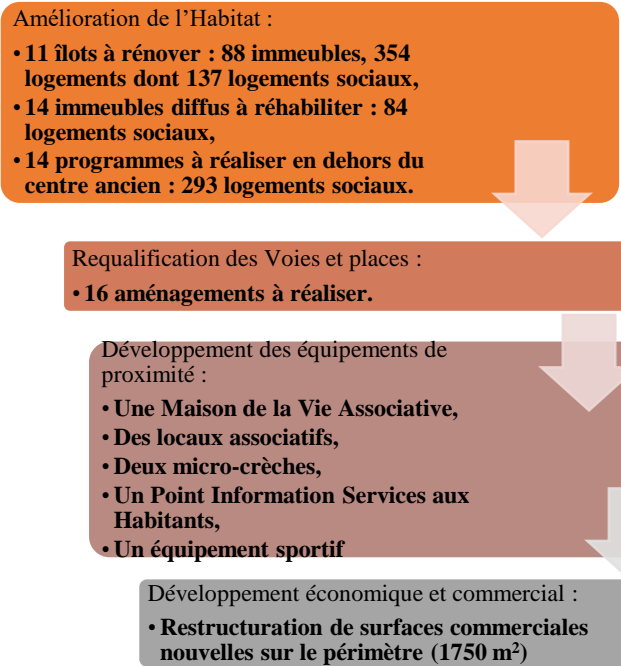 Amélioration de l’Habitat :
• 11 îlots à rénover : 88 immeubles, 354
logements dont 137 logements sociaux,
• 14 immeubles diffus à réhabiliter : 84
logements sociaux,
• 14 programmes à réaliser en dehors du
centre ancien : 293 logements sociaux.
Requalification des Voies et places :
• 16 aménagements à réaliser.
Développement des équipements de
proximité :
• Une Maison de la Vie Associative,
• Des locaux associatifs,
• Deux micro-crèches,
• Un Point Information Services aux
Habitants,
• Un équipement sportif
Développement économique et commercial :
• Restructuration de surfaces commerciales
nouvelles sur le périmètre (1750 m²)